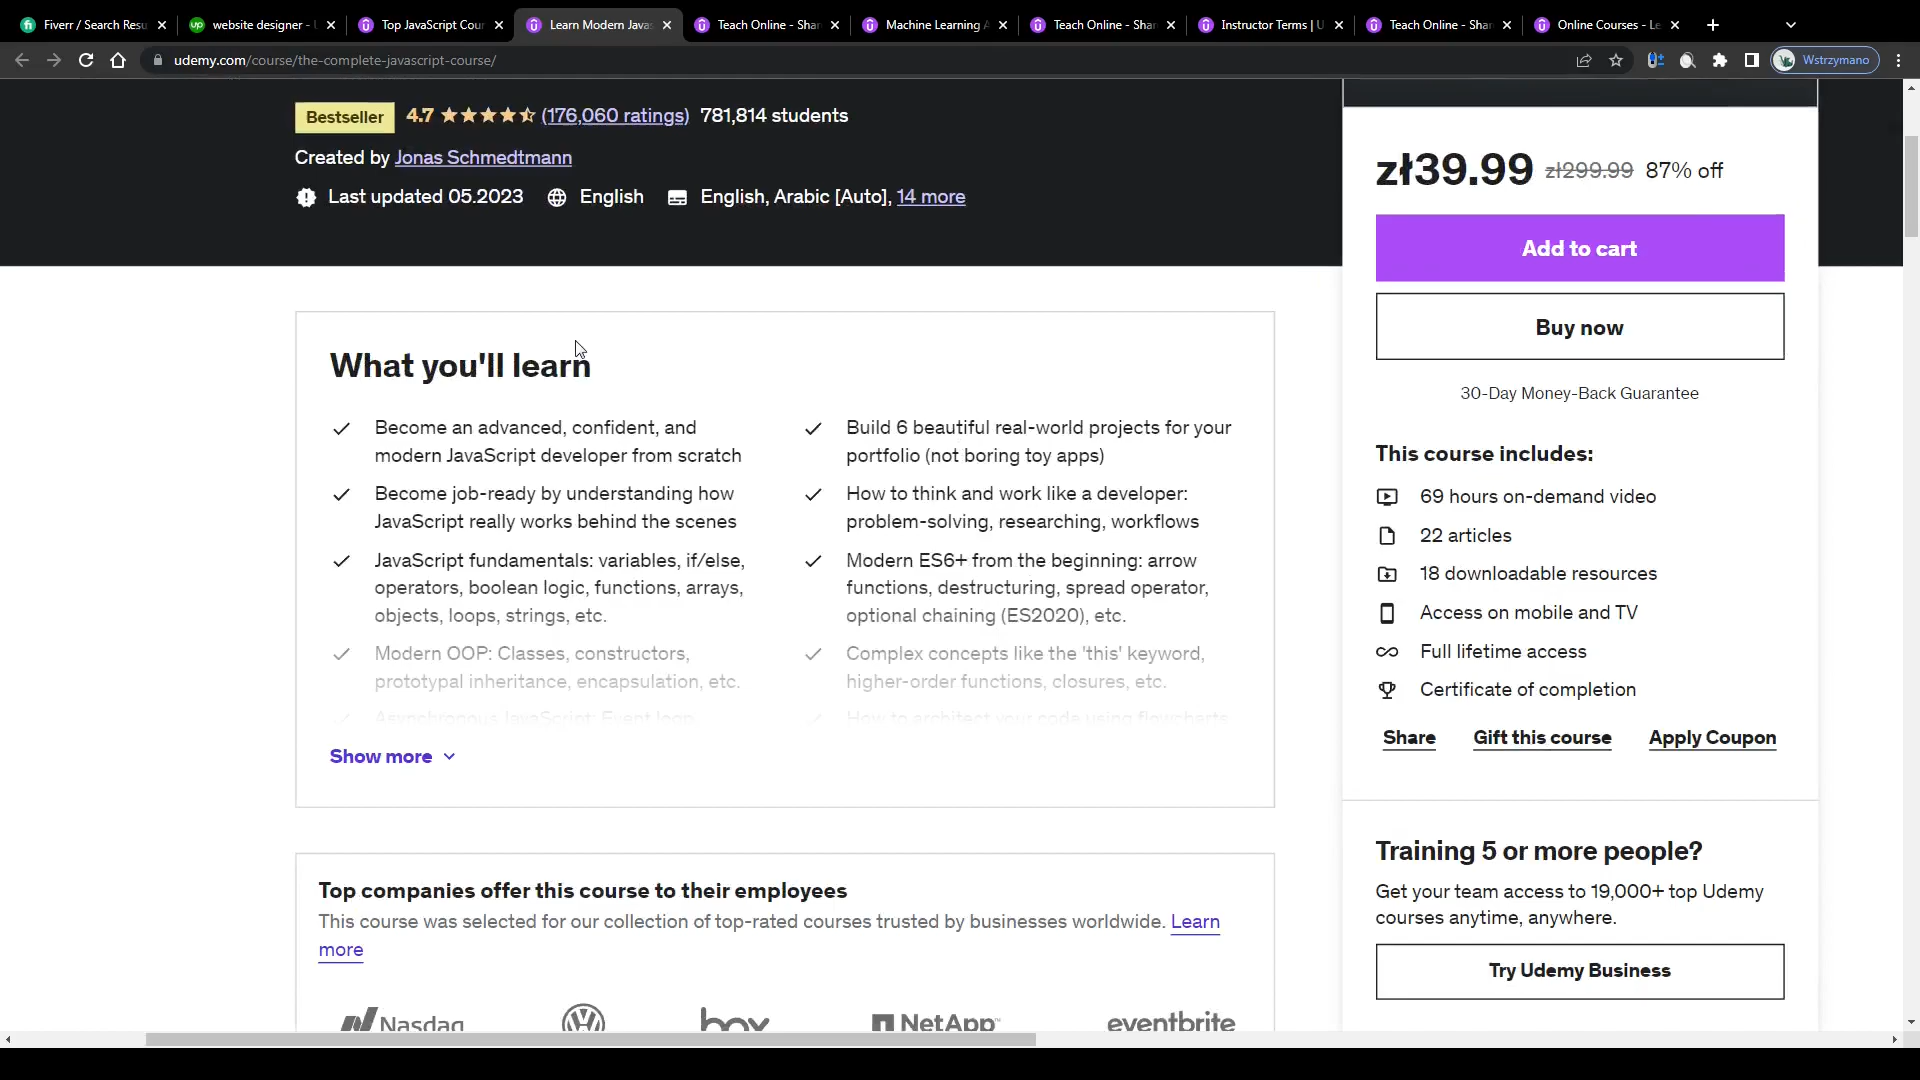 Fiverr / Search Resu
website designer - U
Top JavaScript Cour
Learn Modern Javas
Teach Online - Shar
Machine Learning A
Teach Online - Shar
Instructor Terms | U
Teach Online - Shar
Online Courses - Le
udemy.com/course/the-complete-javascript-course/
Wstrzymano
Bestseller 4.7 (176,060 ratings) 781,814 students
Created by Jonas Schmedtmann
Last updated 05.2023 English English, Arabic [Auto], 14 more
What you'll learn
Become an advanced, confident, and
modern JavaScript developer from scratch
Become job-ready by understanding how
JavaScript really works behind the scenes
JavaScript fundamentals: variables, if/else,
operators, boolean logic, functions, arrays,
objects, loops, strings, etc.
Modern OOP: Classes, constructors,
prototypal inheritance, encapsulation, etc.
Asynchronous JavaScript: Event loop,
Build 6 beautiful real-world projects for your
portfolio (not boring toy apps)
How to think and work like a developer:
problem-solving, researching, workflows
Modern ES6+ from the beginning: arrow
functions, destructuring, spread operator,
optional chaining (ES2020), etc.
Complex concepts like the 'this' keyword,
higher-order functions, closures, etc.
How to architect your code using flowcharts
Show more
Top companies offer this course to their employees
This course was selected for our collection of top-rated courses trusted by businesses worldwide. Learn
more
Nasdaq
box
NetApp
eventbrite
zł39.99 zł299.99 87% off
Add to cart
Buy now
30-Day Money-Back Guarantee
This course includes:
69 hours on-demand video
22 articles
18 downloadable resources
Access on mobile and TV
Full lifetime access
Certificate of completion
Share Gift this course Apply Coupon
Training 5 or more people?
Get your team access to 19,000+ top Udemy
courses anytime, anywhere.
Try Udemy Business